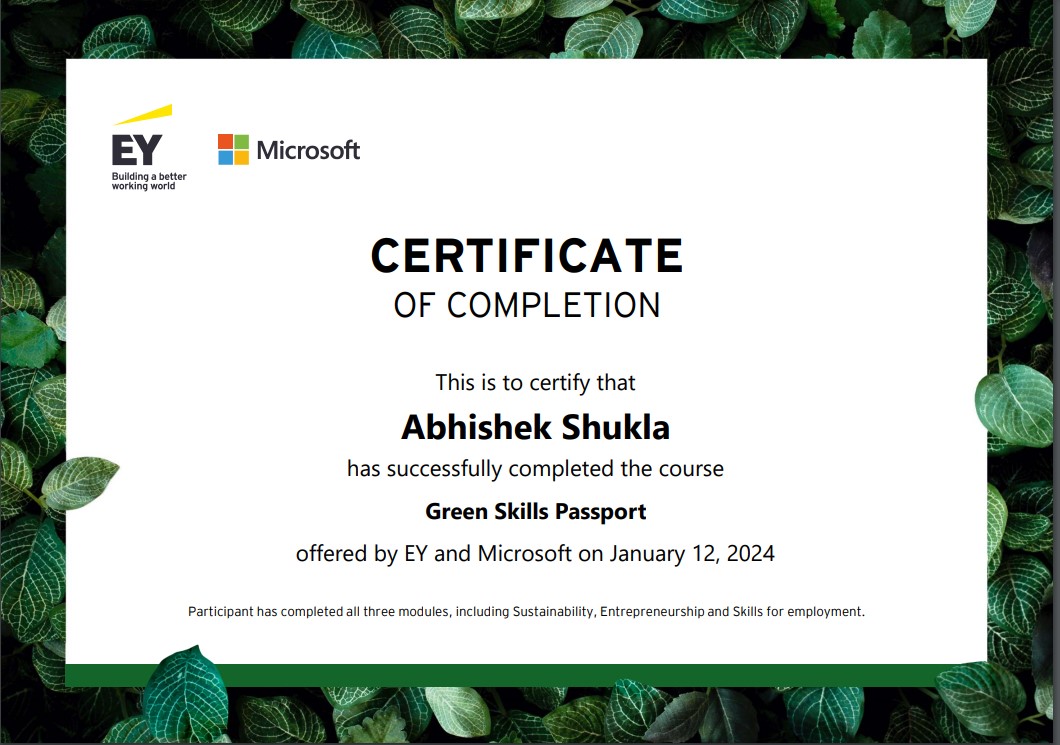 EY
Building a better
working world
Microsoft
CERTIFICATE
OF COMPLETION
This is to certify that
Abhishek Shukla
has successfully completed the course
Green Skills Passport
offered by EY and Microsoft on January 12, 2024
Participant has completed all three modules, including Sustainability, Entrepreneurship and Skills for employment.